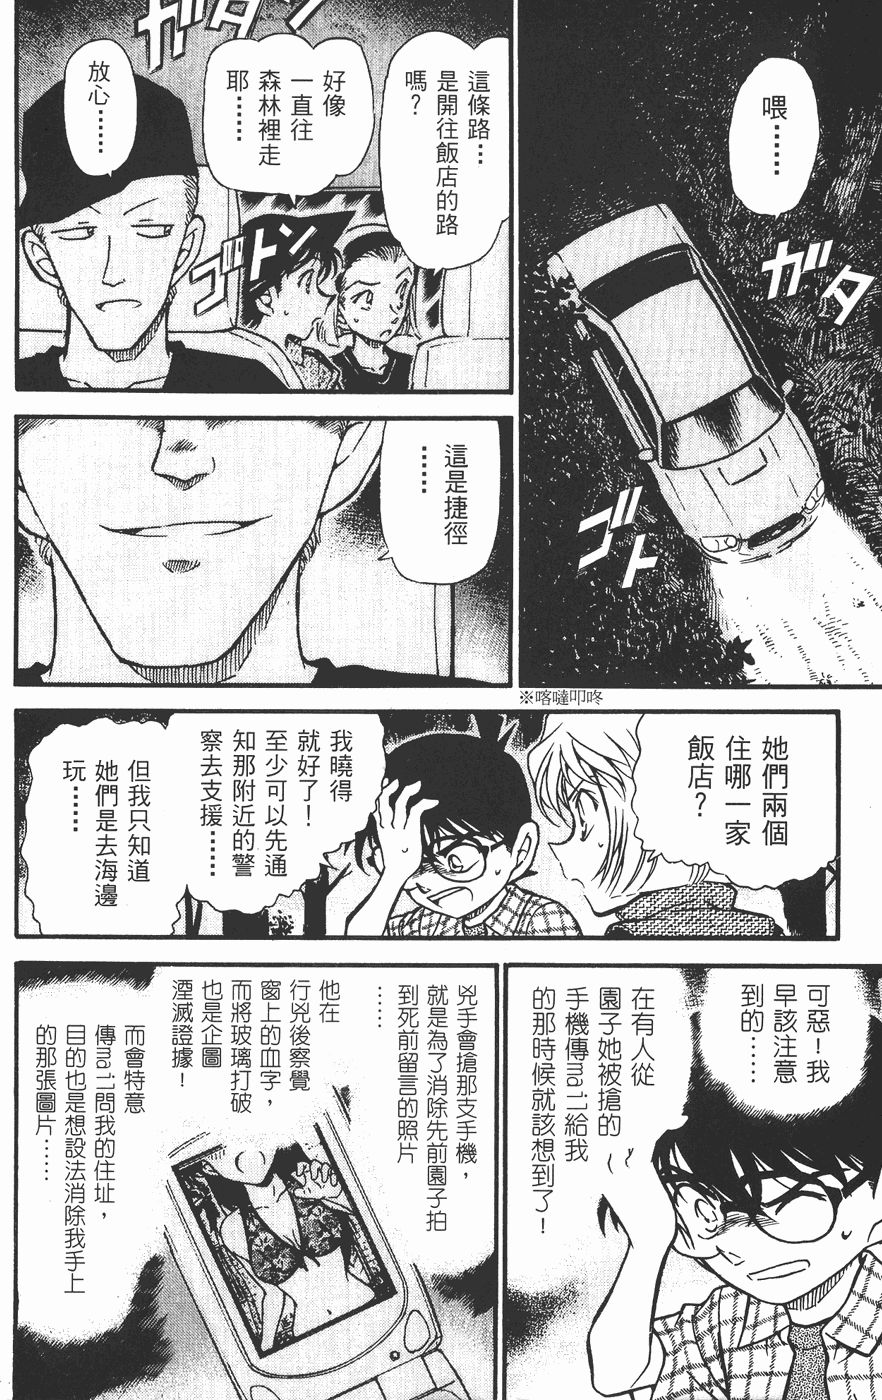 喂……
ガタ
ゴト
※喀噠叩咚
這條路…
是開往飯店的路
嗎？
好像
一直往
森林裡走
耶……
放心……
ガタ
ゴトン
這是捷徑
……
她們兩個
住哪一家
飯店？
我曉得
就好了！
至少可以先通
知那附近的警
察去支援……
但我只知道
她們是去海邊
玩……
可惡！我
早該注意
到的……
在有人從
園子她被搶的
手機傳mail給我
的那時候就該想到了！
兇手會搶那支手機，
就是為了消除先前園子拍
到死前留言的照片
……
他在
行兇後察覺
窗上的血字，
而將玻璃打破
也是企圖
湮滅證據！
而會特意
傳mail問我的住址，
目的也是想設法消除我手上
的那張圖片……